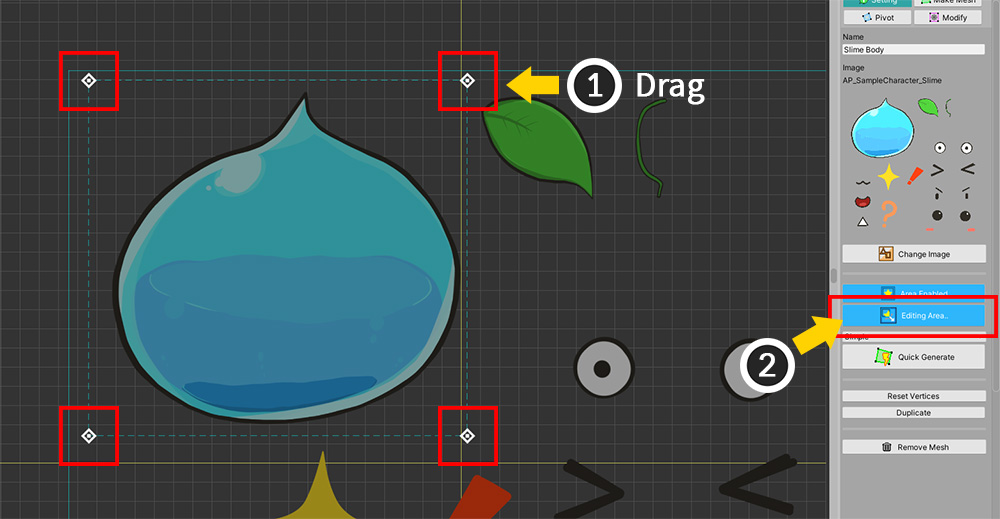 Setting
Make Mesh
Pivot
Modify
Name
Slime Body
Image
AP_SampleCharacter_Slime
1 Drag
Change Image
Area Enabled
Editing Area..
Simple
2
Quick Generate
Reset Vertices
Duplicate
Remove Mesh